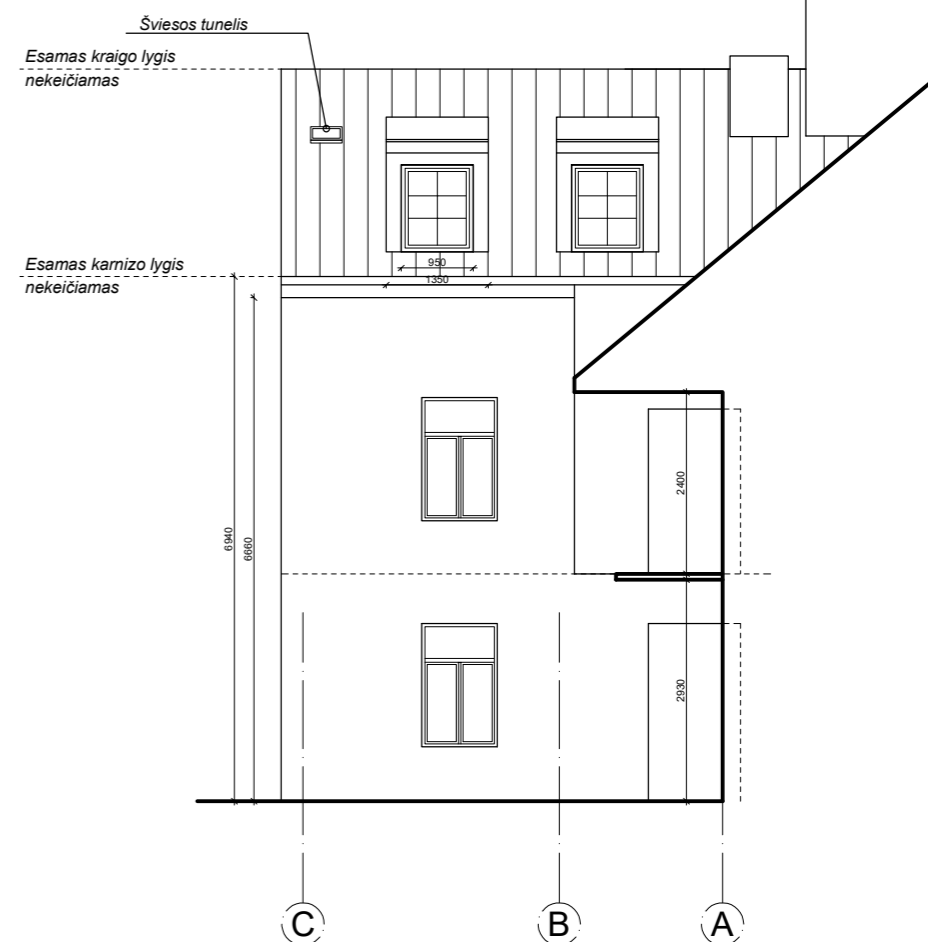 Šviesos tunelis
Esamas kraigo lygis
nekeičiamas
Esamas karnizo lygis
nekeičiamas
950
1350
2400
6940
6660
2930
C
B
A